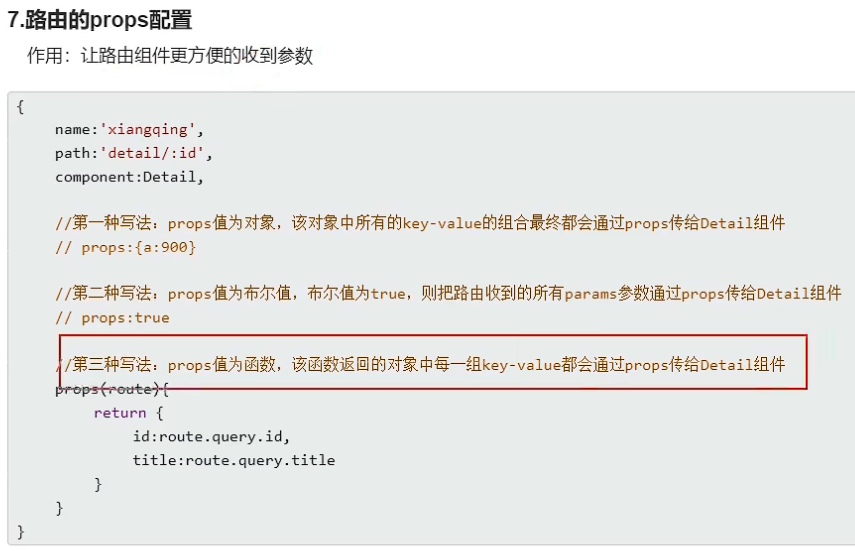 7.路由的props配置
作用：让路由组件更方便的收到参数
{
name:'xiangqing',
path:'detail/:id',
component:Detail,
//第一种写法：props值为对象，该对象中所有的key-value的组合最终都会通过props传给Detail组件
// props:{a:900}
//第二种写法：props值为布尔值，布尔值为true，则把路由收到的所有params参数通过props传给Detail组件
// props:true
//第三种写法：props值为函数，该函数返回的对象中每一组key-value都会通过props传给Detail组件
props(route){
return {
id:route.query.id,
title:route.query.title
}
}
}